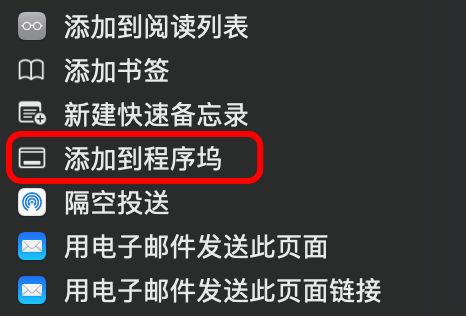 添加到阅读列表
添加书签
新建快速备忘录
添加到程序坞
隔空投送
用电子邮件发送此页面
用电子邮件发送此页面链接